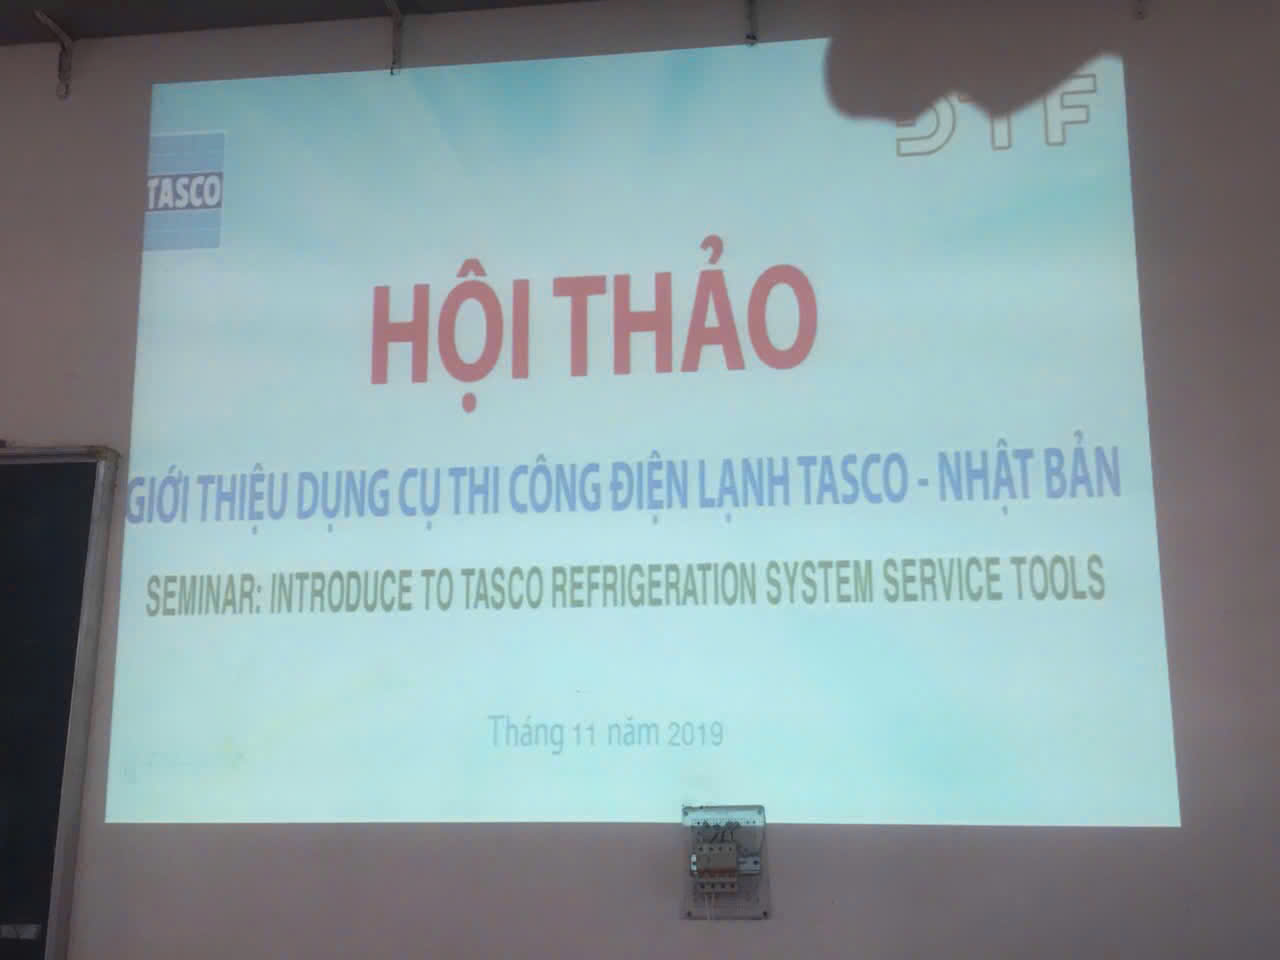 TASCO
HỘI THẢO
GIỚI THIỆU DỤNG CỤ THI CÔNG ĐIỆN LẠNH TASCO - NHẬT BẢN
SEMINAR: INTRODUCE TO TASCO REFRIGERATION SYSTEM SERVICE TOOLS
Tháng 11 năm 2019